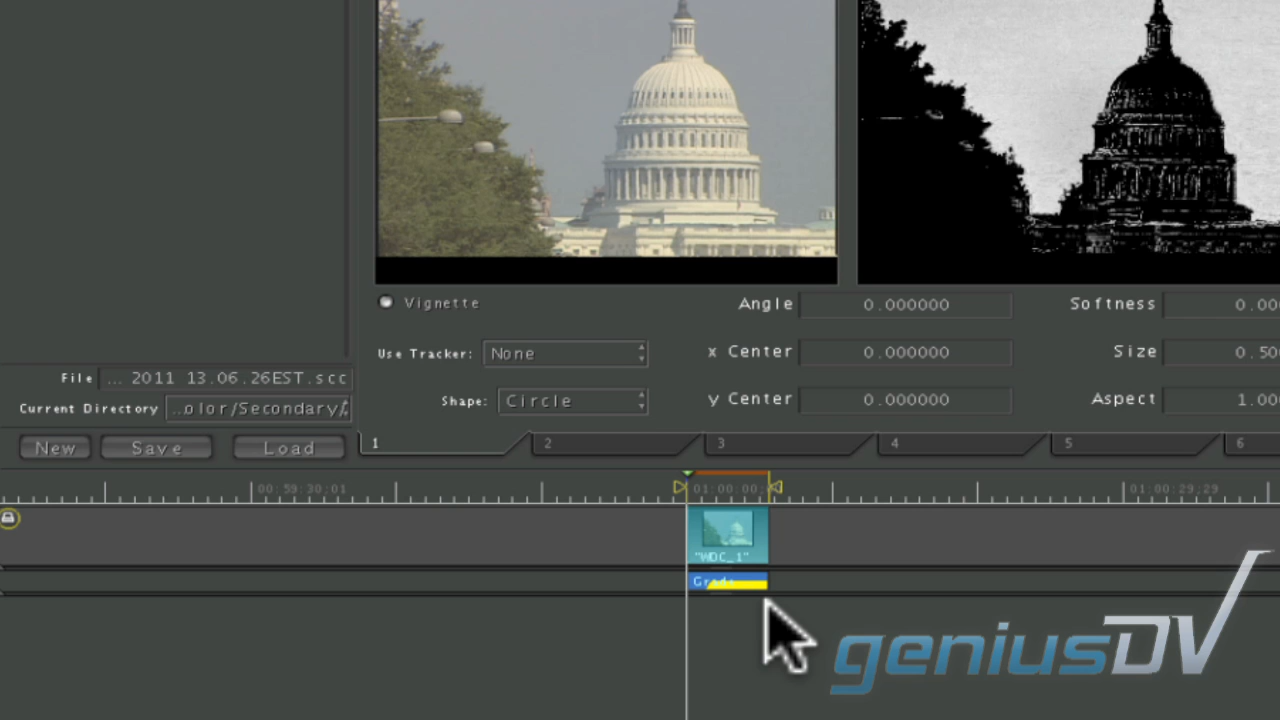 Vignette
Angle 0.000000
Softness 0.00
Use Tracker: None
x Center 0.000000
Size 0.50
File ... 2011 13.06.26EST.scc
Shape: Circle
y Center 0.000000
Aspect 1.00
Current Directory ...olor/Secondary/
New Save Load
1 2 3 4 5 6
00:59:30;01 01:00:00; 01:00:29;29
"WDC_1"
Grade
geniusDV